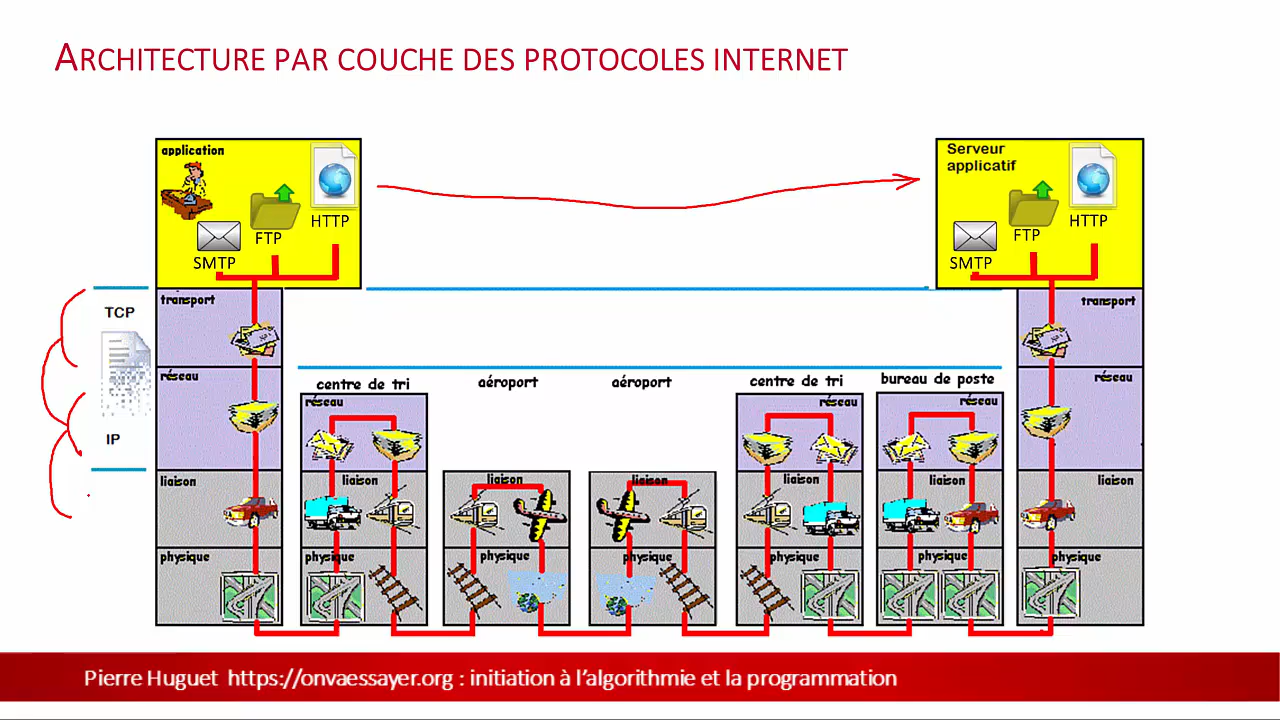 ARCHITECTURE PAR COUCHE DES PROTOCOLES INTERNET
application
HTTP
FTP
SMTP
Serveur
applicatif
HTTP
FTP
SMTP
TCP
IP
transport
réseau
liaison
physique
centre de tri
réseau
liaison
physique
aéroport
liaison
physique
aéroport
liaison
physique
centre de tri
réseau
liaison
physique
bureau de poste
réseau
liaison
physique
transport
réseau
liaison
physique
Pierre Huguet https://onvaessayer.org : initiation à l'algorithmie et la programmation